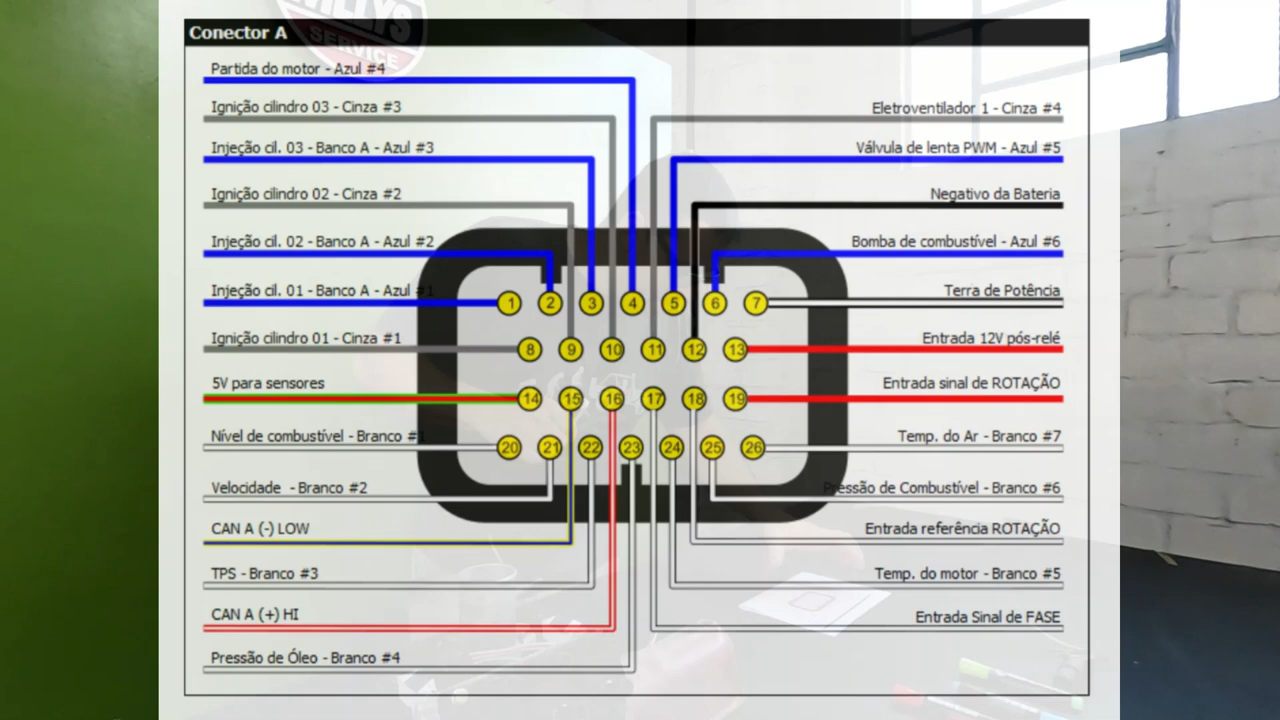 WILLYS
SERVICE
Conector A
Partida do motor - Azul #4
Ignição cilindro 03 - Cinza #3
Injeção cil. 03 - Banco A - Azul #3
Ignição cilindro 02 - Cinza #2
Injeção cil. 02 - Banco A - Azul #2
Injeção cil. 01 - Banco A - Azul #1
Ignição cilindro 01 - Cinza #1
5V para sensores
Nível de combustível - Branco #1
Velocidade - Branco #2
CAN A (-) LOW
TPS - Branco #3
CAN A (+) HI
Pressão de Óleo - Branco #4
Eletroventilador 1 - Cinza #4
Válvula de lenta PWM - Azul #5
Negativo da Bateria
Bomba de combustível - Azul #6
Terra de Potência
Entrada 12V pós-relé
Entrada sinal de ROTAÇÃO
Temp. do Ar - Branco #7
Pressão de Combustível - Branco #6
Entrada referência ROTAÇÃO
Temp. do motor - Branco #5
Entrada Sinal de FASE
1 2 3 4 5 6 7
8 9 10 11 12 13
14 15 16 17 18 19
20 21 22 23 24 25 26